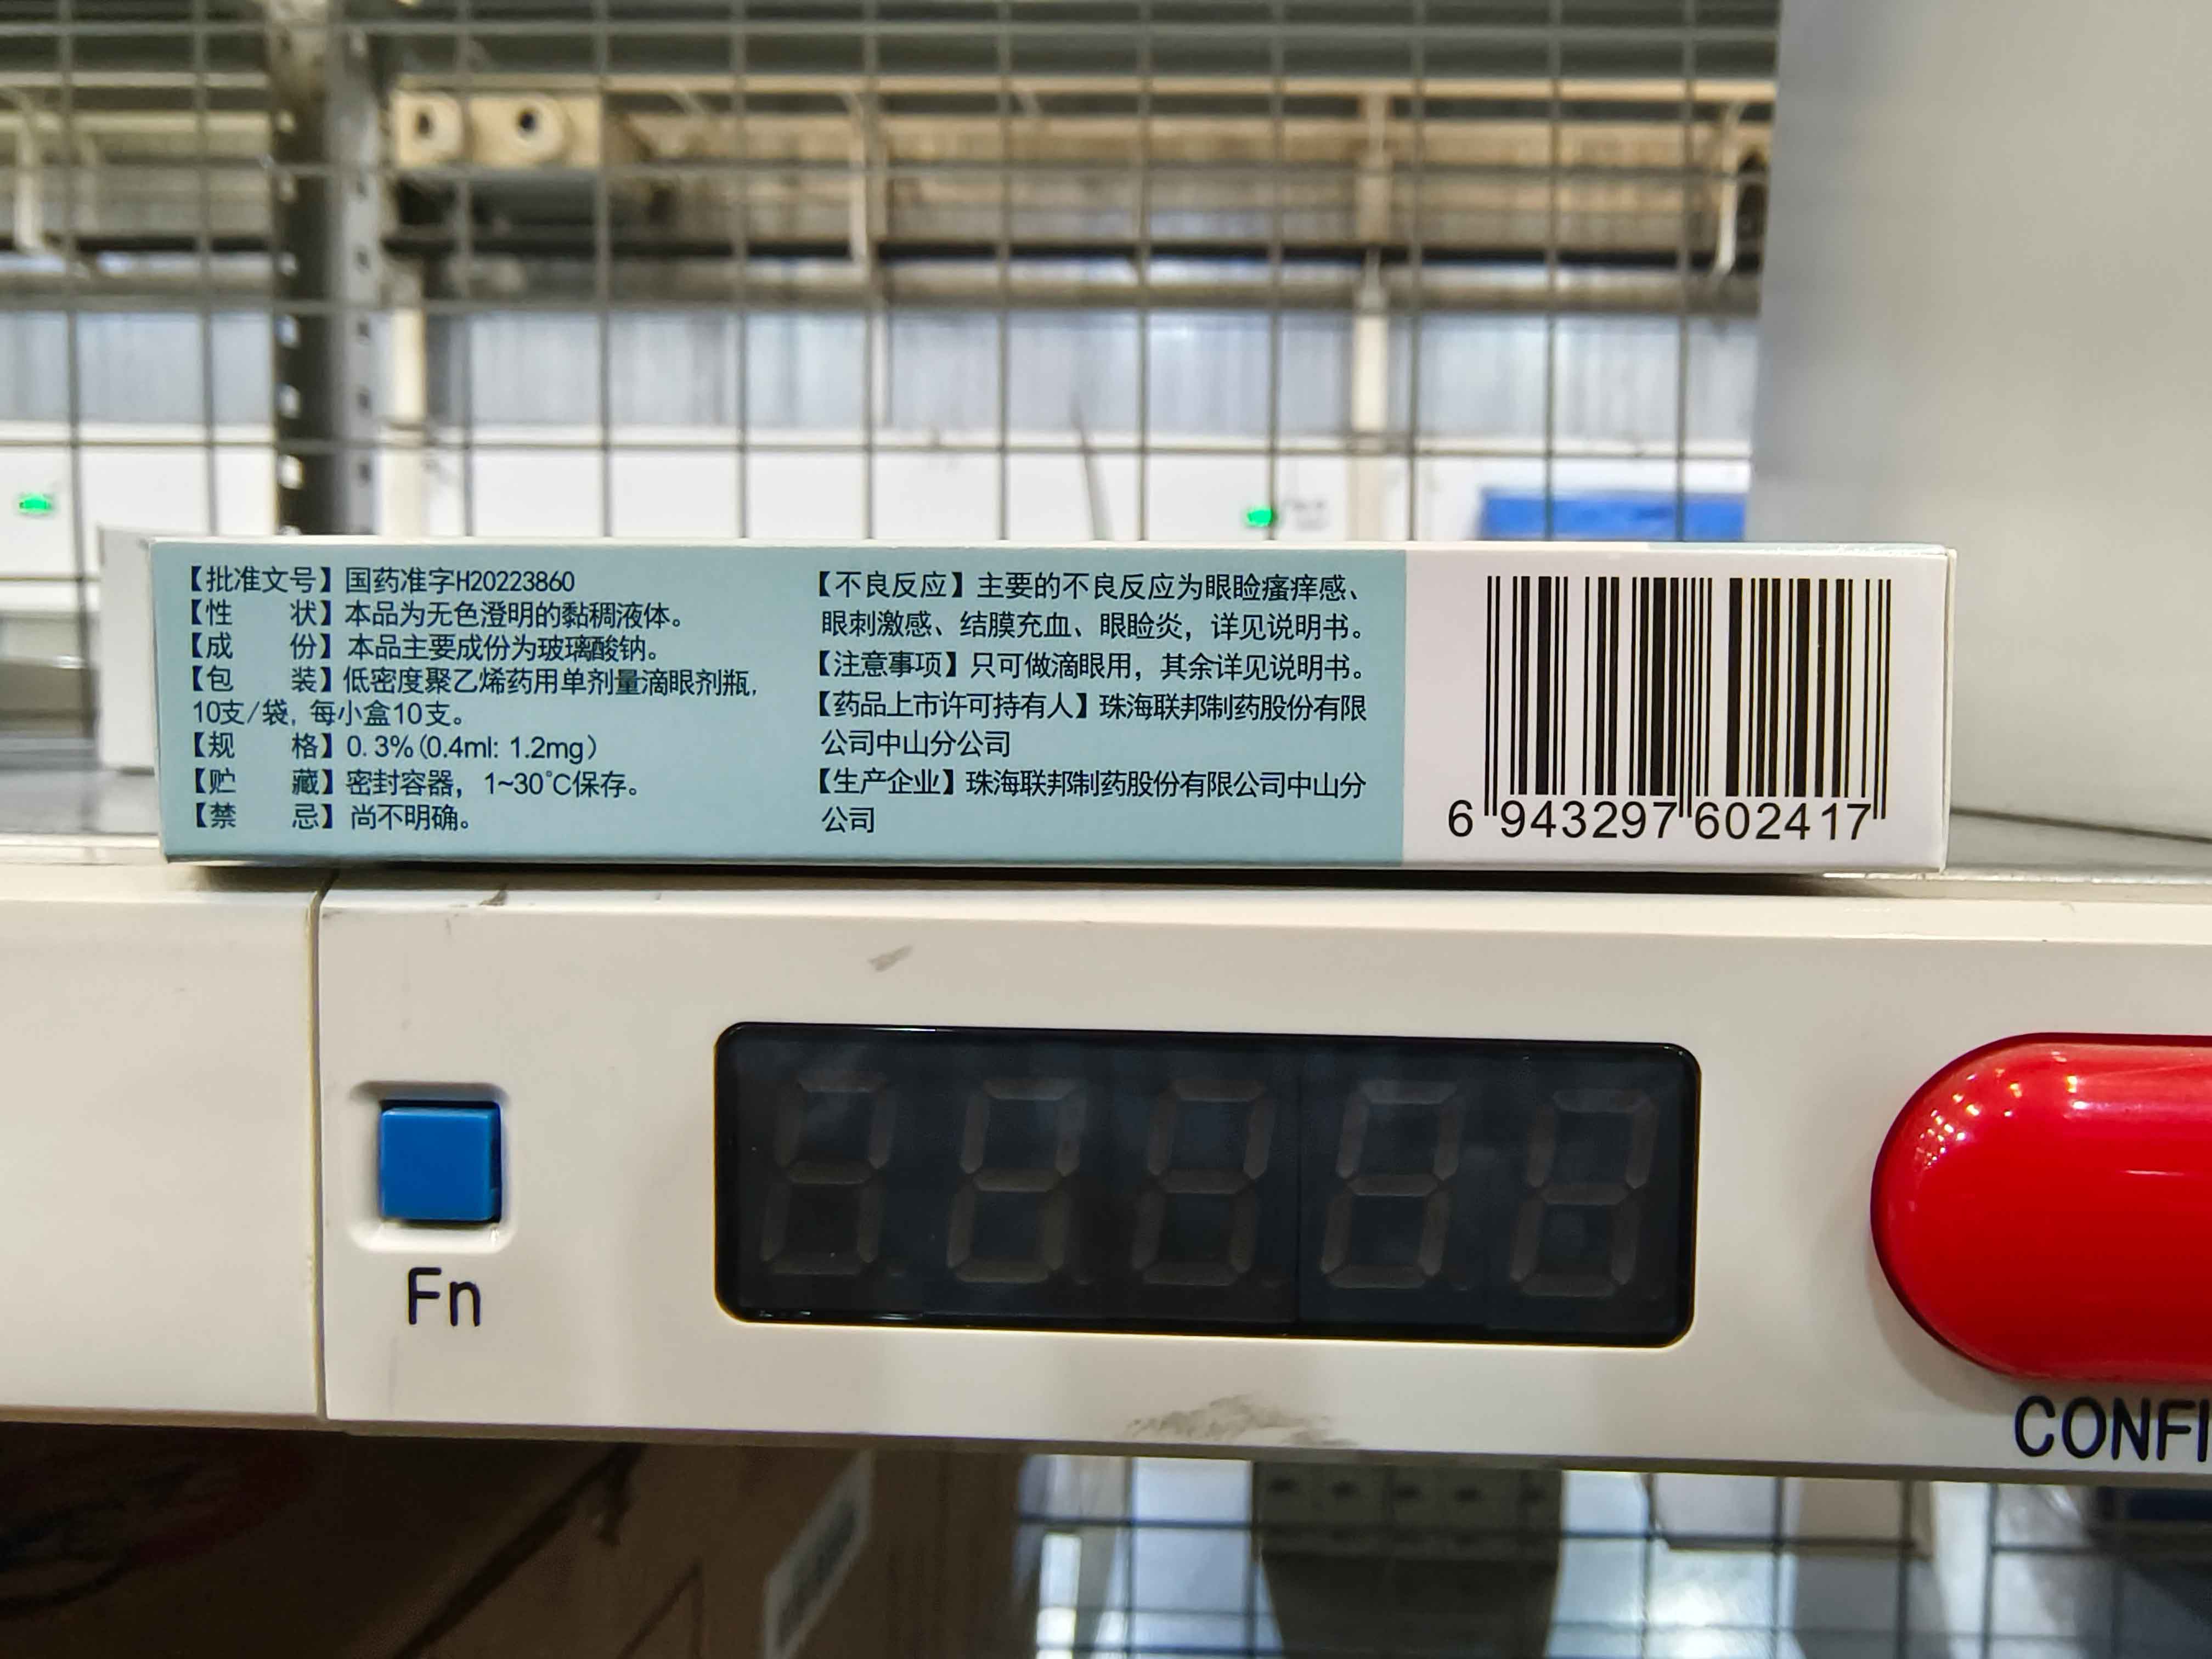 【批准文号】国药准字H20223860
【性　　状】本品为无色澄明的黏稠液体。
【成　　份】本品主要成份为玻璃酸钠。
【包　　装】低密度聚乙烯药用单剂量滴眼剂瓶,
10支/袋, 每小盒10支。
【规　　格】0.3%(0.4ml: 1.2mg)
【贮　　藏】密封容器，1~30℃保存。
【禁　　忌】尚不明确。
【不良反应】主要的不良反应为眼睑瘙痒感、
眼刺激感、结膜充血、眼睑炎，详见说明书。
【注意事项】只可做滴眼用，其余详见说明书。
【药品上市许可持有人】珠海联邦制药股份有限
公司中山分公司
【生产企业】珠海联邦制药股份有限公司中山分
公司
6 943297 602417
Fn
CONFI